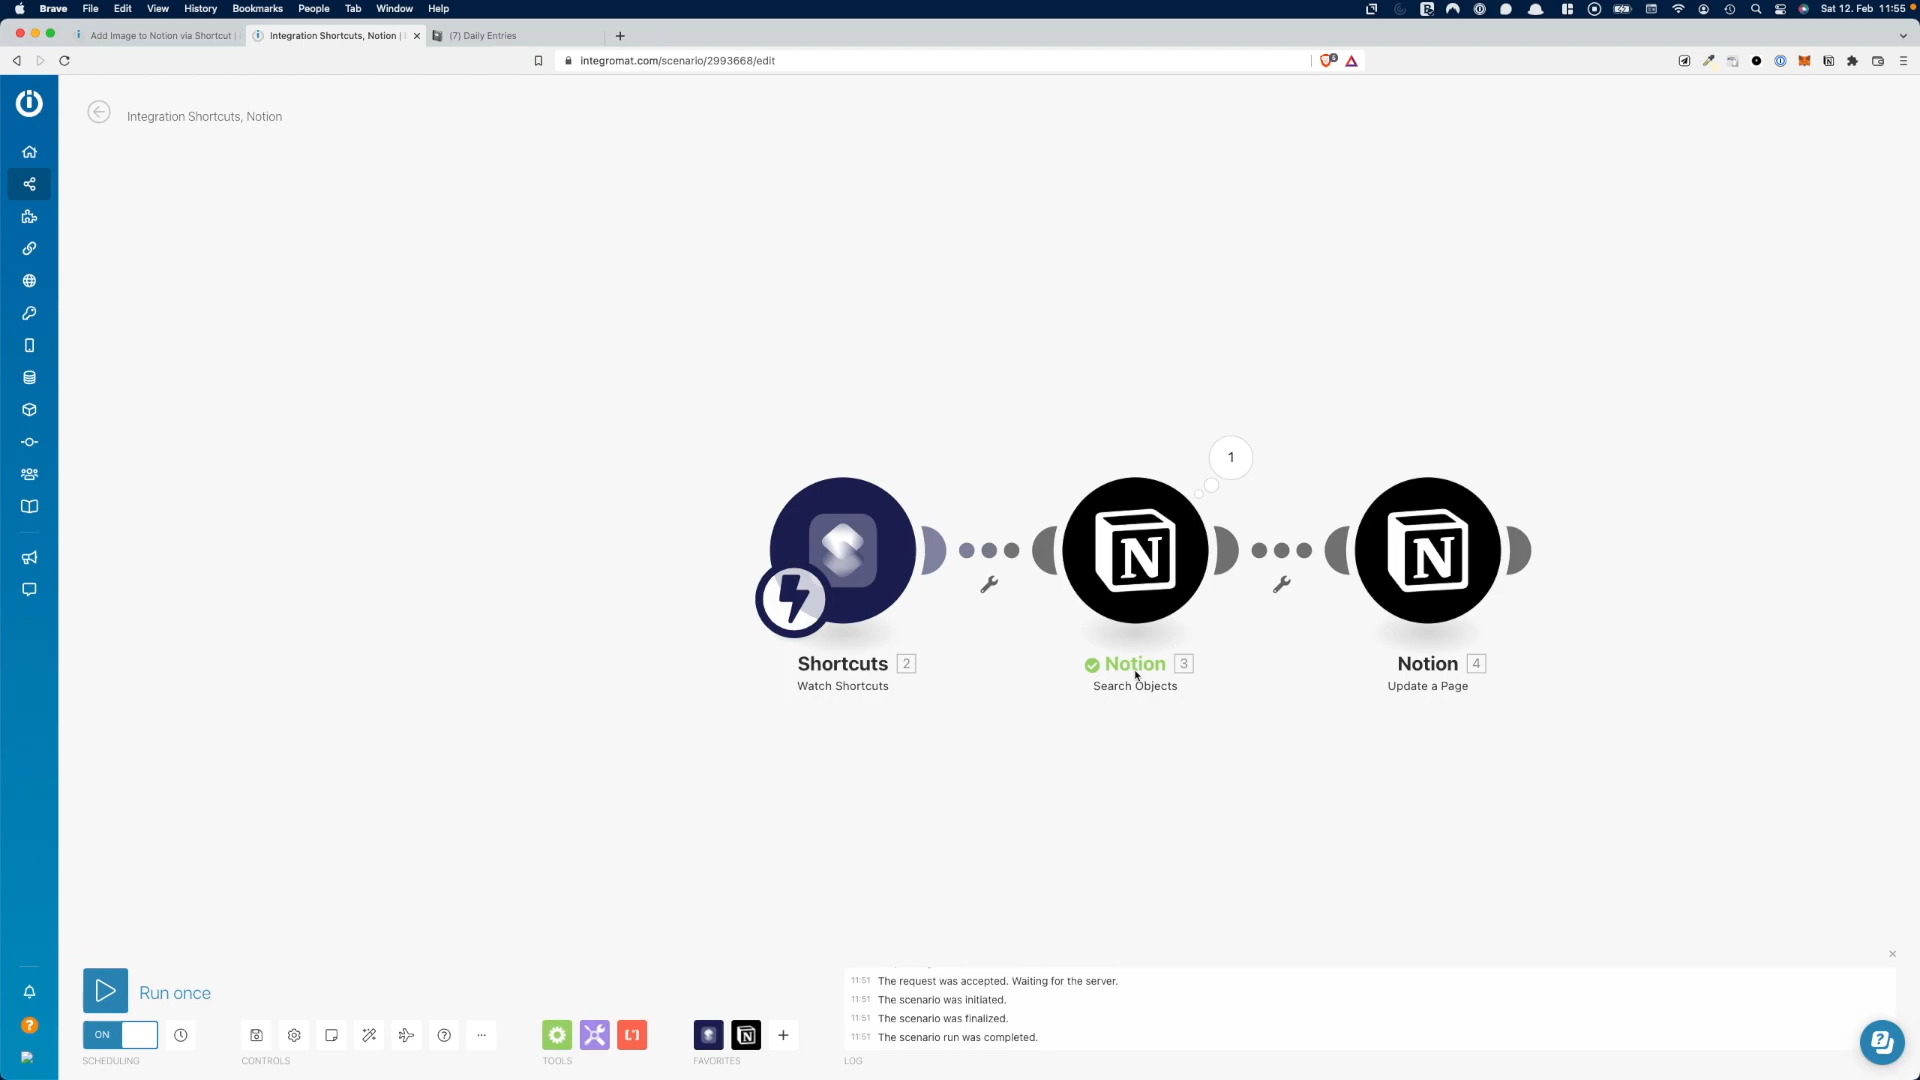 Brave File Edit View History Bookmarks People Tab Window Help Sat 12. Feb 11:55
Add Image to Notion via Shortcut |
Integration Shortcuts, Notion |
(7) Daily Entries
integromat.com/scenario/2993668/edit
Integration Shortcuts, Notion
1
Shortcuts 2
Watch Shortcuts
Notion 3
Search Objects
Notion 4
Update a Page
Run once
ON
SCHEDULING
CONTROLS
TOOLS
FAVORITES
11:51 The request was accepted. Waiting for the server.
11:51 The scenario was initiated.
11:51 The scenario was finalized.
11:51 The scenario run was completed.
LOG